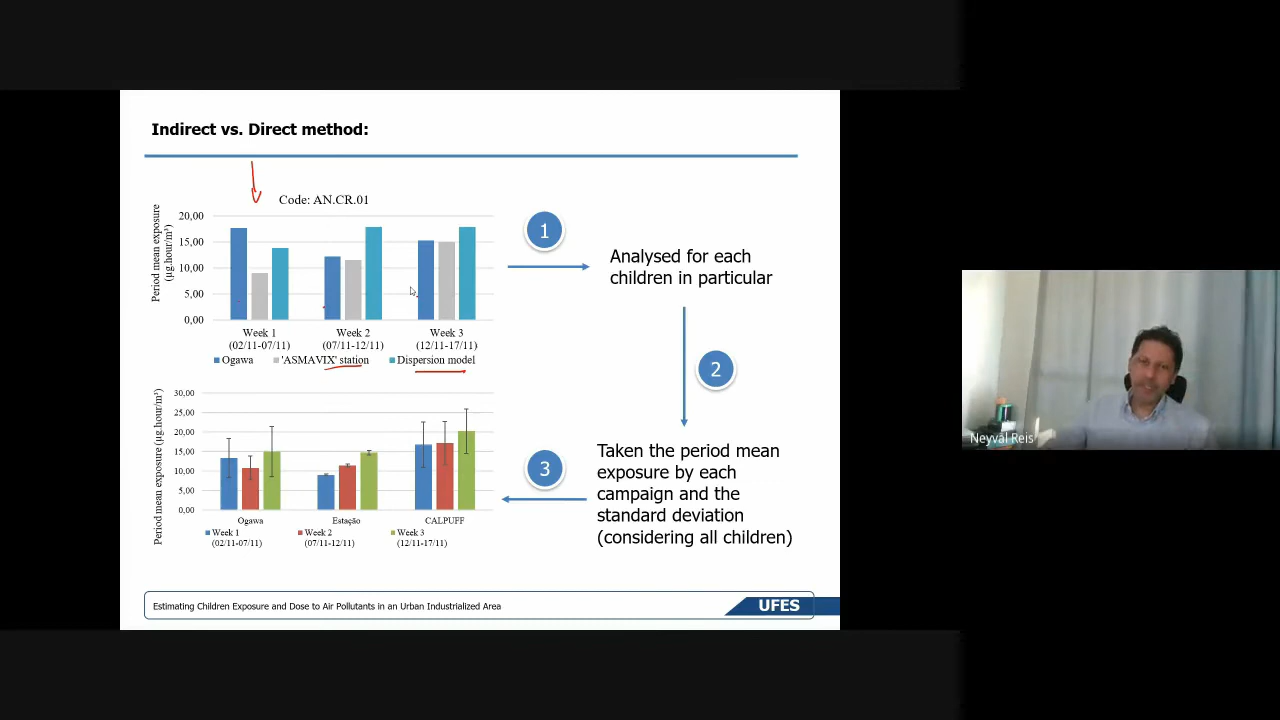 Indirect vs. Direct method:
Code: AN.CR.01
Period mean exposure
(µg.hour/m³)
20,00
15,00
10,00
5,00
0,00
Week 1
(02/11-07/11)
Week 2
(07/11-12/11)
Week 3
(12/11-17/11)
Ogawa
'ASMAVIX' station
Dispersion model
1
Analysed for each
children in particular
2
Taken the period mean
exposure by each
campaign and the
standard deviation
(considering all children)
3
Period mean exposure (µg.hour/m³)
30,00
25,00
20,00
15,00
10,00
5,00
0,00
Ogawa
Estação
CALPUFF
Week 1
(02/11-07/11)
Week 2
(07/11-12/11)
Week 3
(12/11-17/11)
Estimating Children Exposure and Dose to Air Pollutants in an Urban Industrialized Area
UFES
Neyval Reis